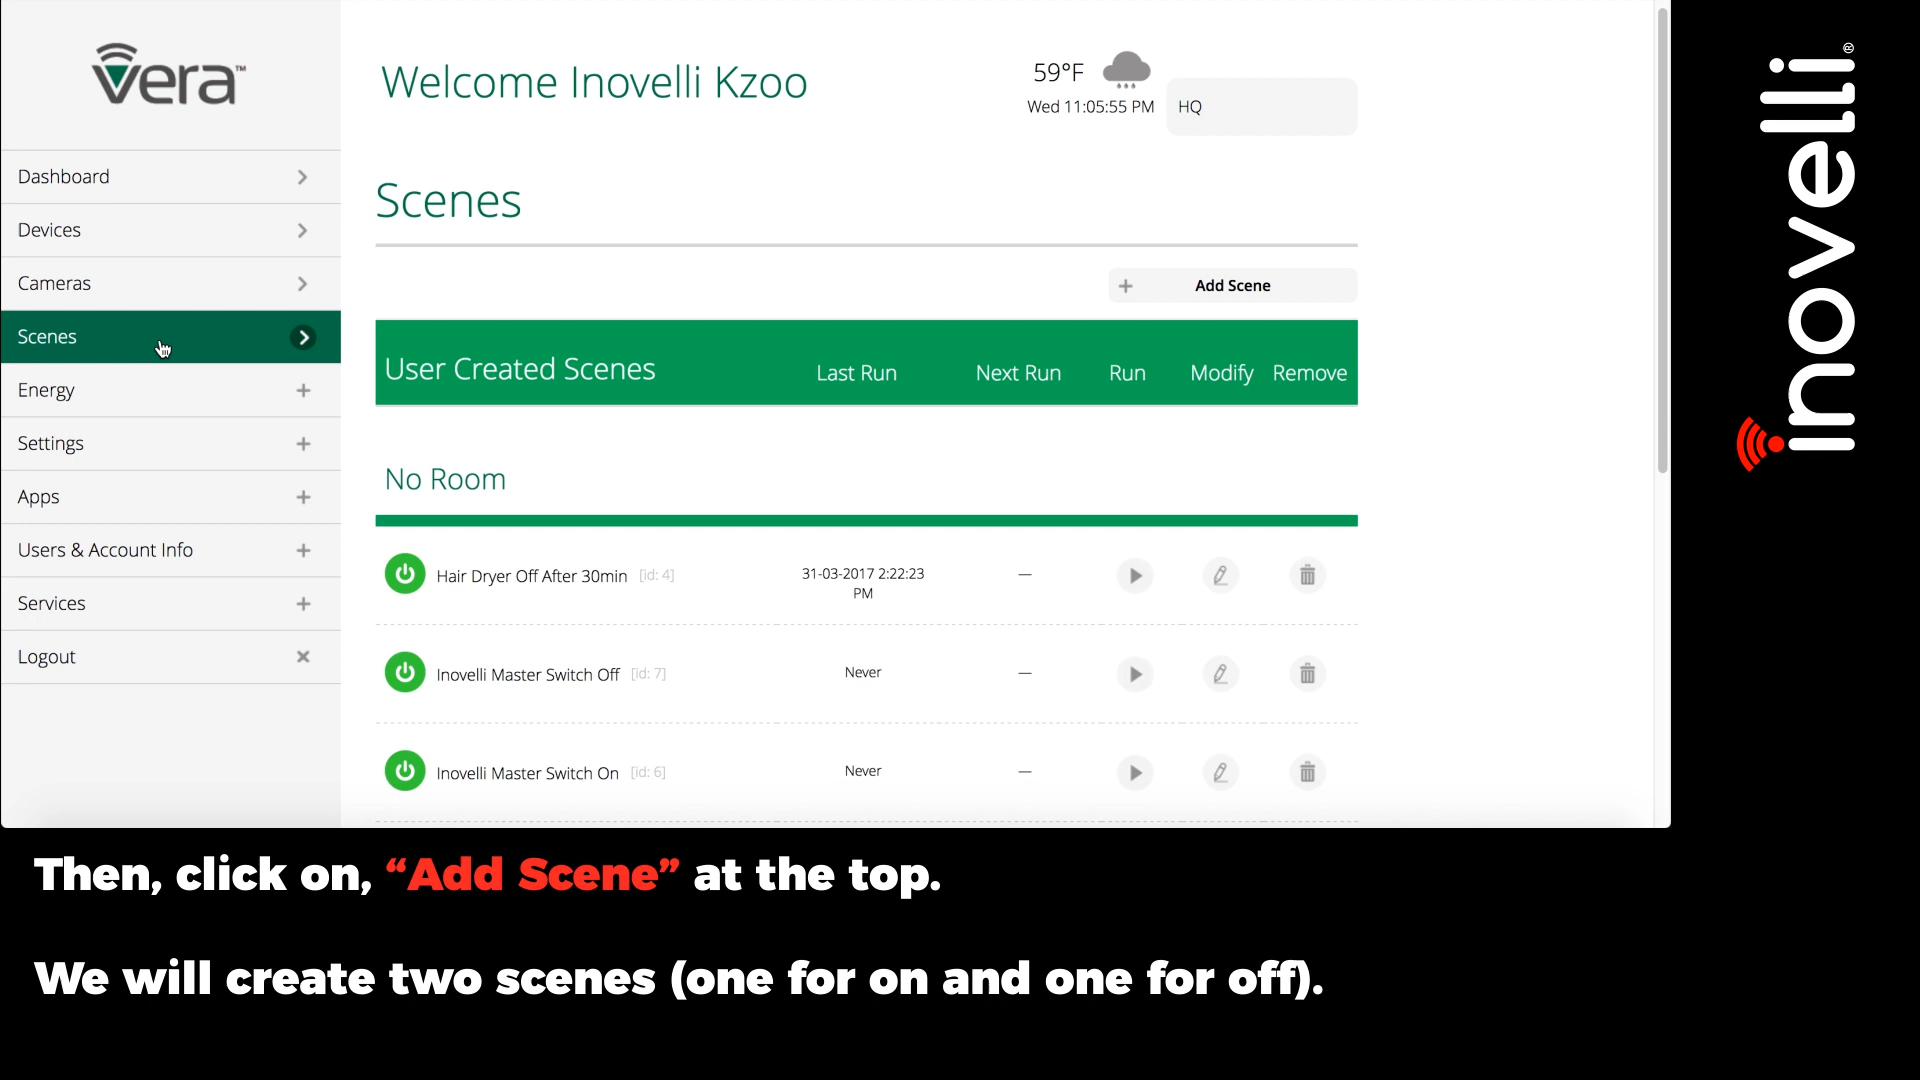 vera™
Welcome Inovelli Kzoo
59°F
Wed 11:05:55 PM
HQ
Dashboard
Devices
Cameras
Scenes
Energy
Settings
Apps
Users & Account Info
Services
Logout
Scenes
+ Add Scene
User Created Scenes Last Run Next Run Run Modify Remove
No Room
Hair Dryer Off After 30min [id: 4] 31-03-2017 2:22:23 PM —
Inovelli Master Switch Off [id: 7] Never —
Inovelli Master Switch On [id: 6] Never —
inovelli®
Then, click on, “Add Scene” at the top.
We will create two scenes (one for on and one for off).